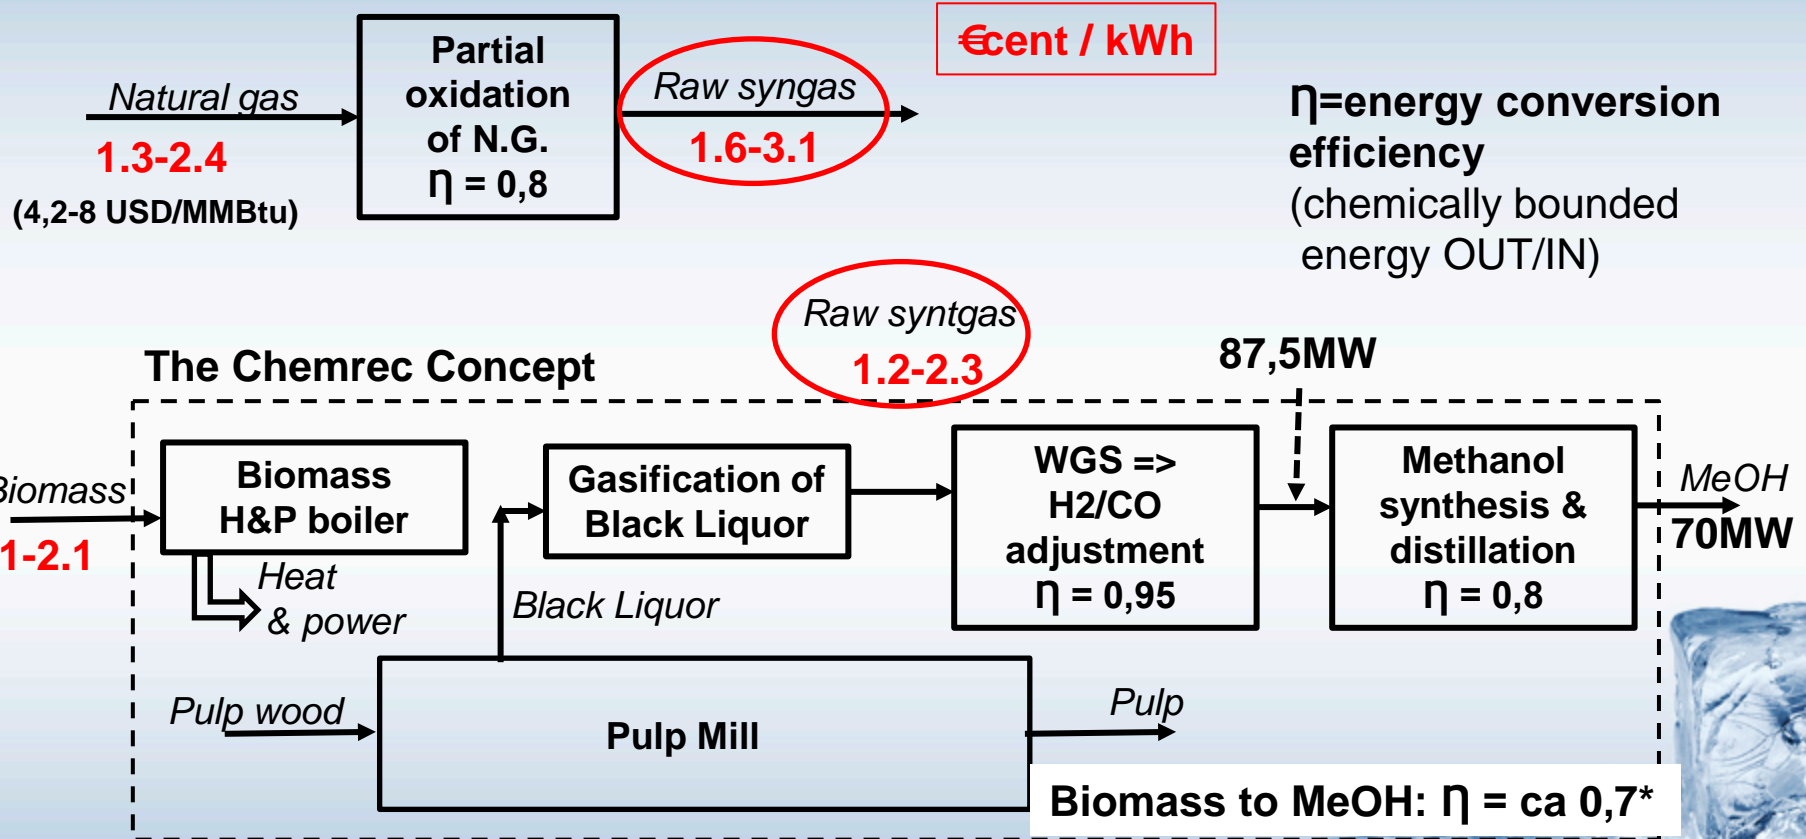 €cent / kWh
Natural gas
1.3-2.4
(4,2-8 USD/MMBtu)
Partial
oxidation
of N.G.
Ƞ = 0,8
Raw syngas
1.6-3.1
Ƞ=energy conversion
efficiency
(chemically bounded
energy OUT/IN)
Raw syntgas
1.2-2.3
The Chemrec Concept
87,5MW
Biomass
1-2.1
Biomass
H&P boiler
Heat
& power
Gasification of
Black Liquor
Black Liquor
WGS =>
H2/CO
adjustment
Ƞ = 0,95
Methanol
synthesis &
distillation
Ƞ = 0,8
MeOH
70MW
Pulp wood
Pulp Mill
Pulp
Biomass to MeOH: Ƞ = ca 0,7*